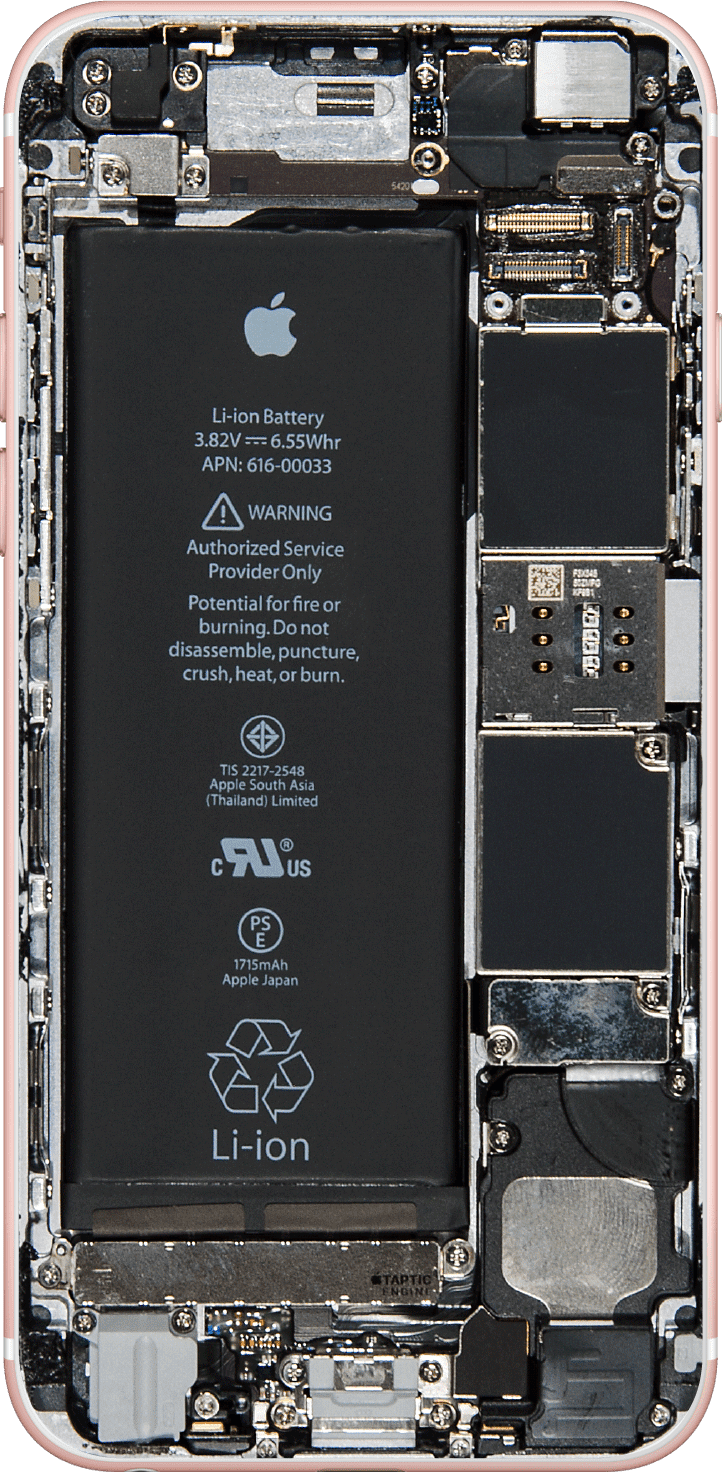 5420
Li-ion Battery
3.82V ⎓ 6.55Whr
APN: 616-00033
WARNING
Authorized Service
Provider Only
Potential for fire or
burning. Do not
disassemble, puncture,
crush, heat, or burn.
TIS 2217-2548
Apple South Asia
(Thailand) Limited
c RU® US
PS
E
1715mAh
Apple Japan
Li-ion
TAPTIC
ENGINE